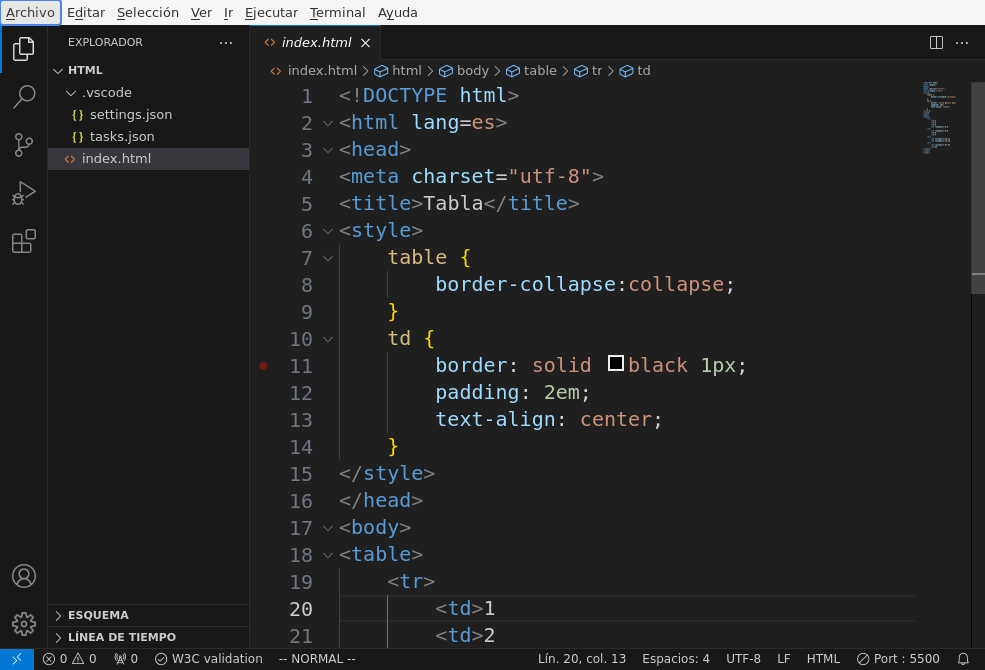 Archivo Editar Selección Ver Ir Ejecutar Terminal Ayuda
EXPLORADOR
HTML
.vscode
{} settings.json
{} tasks.json
<> index.html
ESQUEMA
LÍNEA DE TIEMPO
<> index.html
<> index.html > html > body > table > tr > td
1 <!DOCTYPE html>
2 <html lang=es>
3 <head>
4 <meta charset="utf-8">
5 <title>Tabla</title>
6 <style>
7 table {
8 border-collapse:collapse;
9 }
10 td {
11 border: solid black 1px;
12 padding: 2em;
13 text-align: center;
14 }
15 </style>
16 </head>
17 <body>
18 <table>
19 <tr>
20 <td>1
21 <td>2
0 0 0 W3C validation -- NORMAL -- Lín. 20, col. 13 Espacios: 4 UTF-8 LF HTML Port : 5500